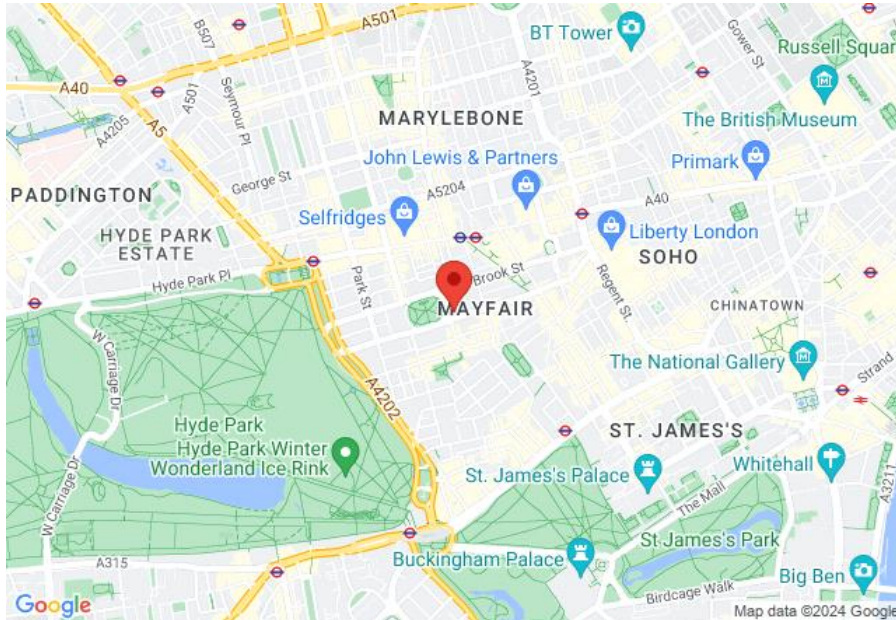 A501
B507
BT Tower
Gower St
Russell Square
A40
A501
Seymour Pl
A4201
A4205
A5
MARYLEBONE
The British Museum
John Lewis & Partners
Primark
George St
A5204
A40
PADDINGTON
Selfridges
Liberty London
HYDE PARK
ESTATE
SOHO
Hyde Park Pl
Park St
Brook St
Regent St.
MAYFAIR
CHINATOWN
W Carriage Dr
The National Gallery
Strand
A4202
Hyde Park
Hyde Park Winter
Wonderland Ice Rink
ST. JAMES'S
St. James's Palace
Whitehall
W Carriage Dr
The Mall
A3211
St James's Park
A315
Buckingham Palace
Big Ben
Birdcage Walk
Google
Map data ©2024 Google